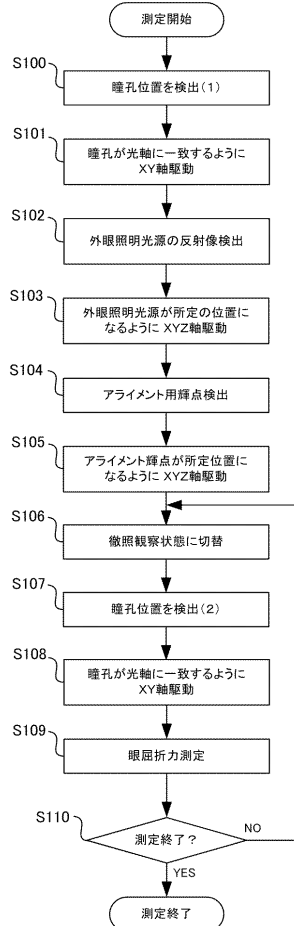 測定開始
S100
瞳孔位置を検出(1)
S101
瞳孔が光軸に一致するように
XY軸駆動
S102
外眼照明光源の反射像検出
S103
外眼照明光源が所定の位置に
なるように XYZ軸駆動
S104
アライメント用輝点検出
S105
アライメント輝点が所定位置に
なるように XYZ軸駆動
S106
徹照観察状態に切替
S107
瞳孔位置を検出(2)
S108
瞳孔が光軸に一致するように
XY軸駆動
S109
眼屈折力測定
S110
測定終了?
NO
YES
測定終了